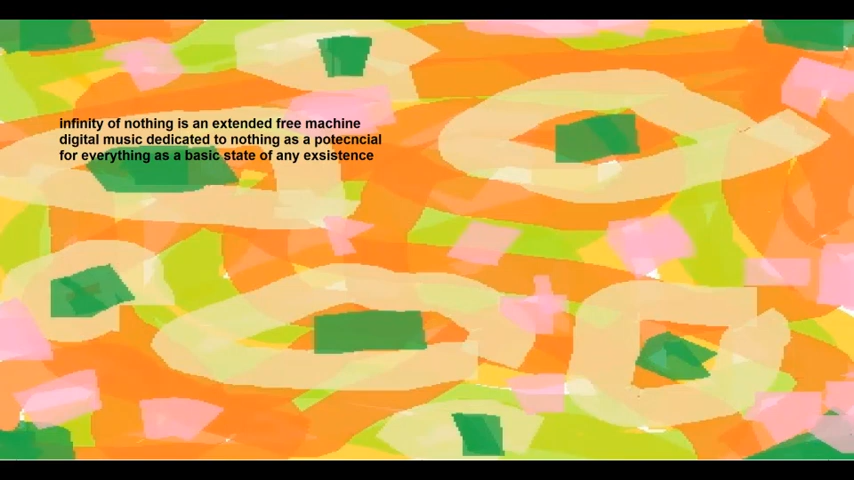 infinity of nothing is an extended free machine
digital music dedicated to nothing as a potecncial
for everything as a basic state of any exsistence